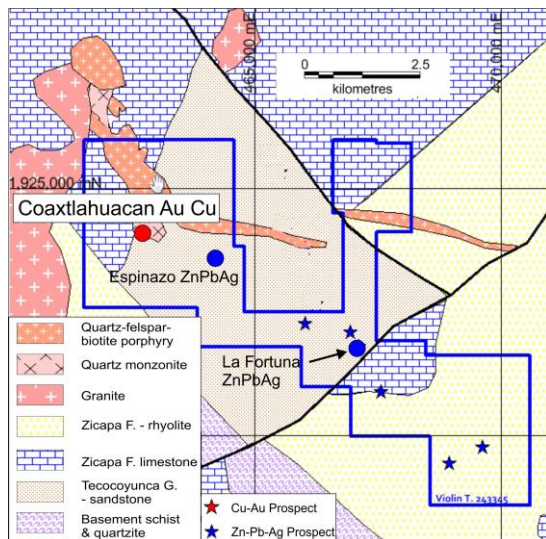 465,000 mE
470,000 mE
0 2.5
kilometres
1,925,000 mN
Coaxtlahuacan Au Cu
Espinazo ZnPbAg
La Fortuna
ZnPbAg
Quartz-felspar-
biotite porphyry
Quartz monzonite
Granite
Zicapa F. - rhyolite
Zicapa F. limestone
Tecocoyunca G.
- sandstone
Basement schist
& quartzite
Cu-Au Prospect
Zn-Pb-Ag Prospect
Violin T. 243345